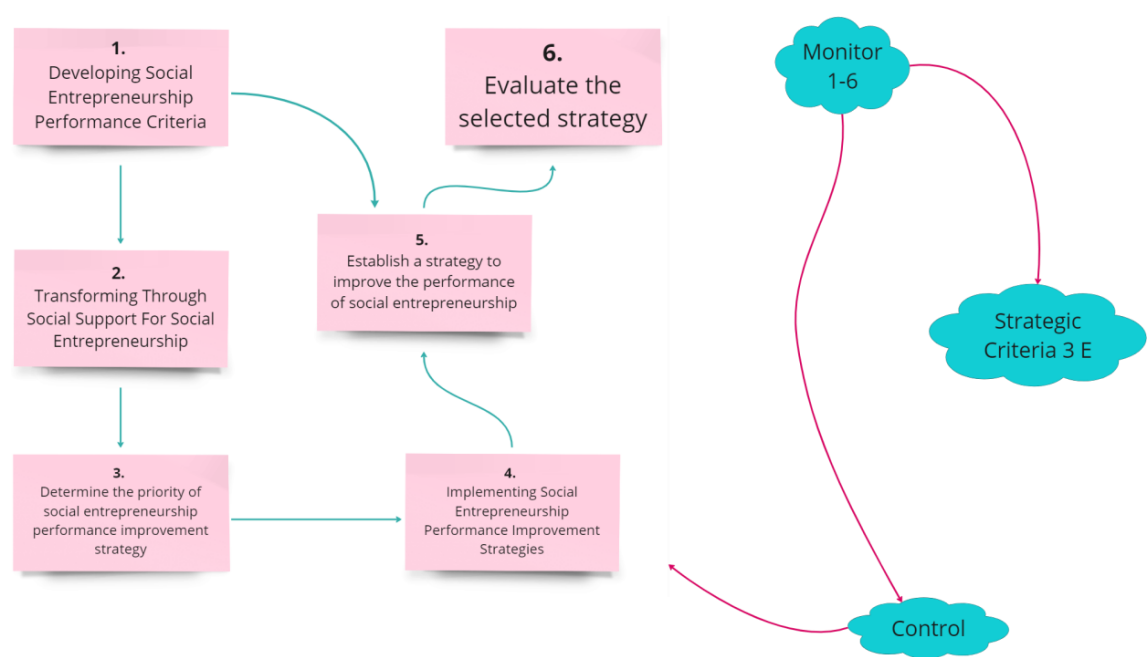 1.
Developing Social
Entrepreneurship
Performance Criteria
2.
Transforming Through
Social Support For Social
Entrepreneurship
3.
Determine the priority of
social entrepreneurship
performance improvement
strategy
4.
Implementing Social
Entrepreneurship
Performance Improvement
Strategies
5.
Establish a strategy to
improve the performance
of social entrepreneurship
6.
Evaluate the
selected strategy
Monitor
1-6
Strategic
Criteria 3 E
Control